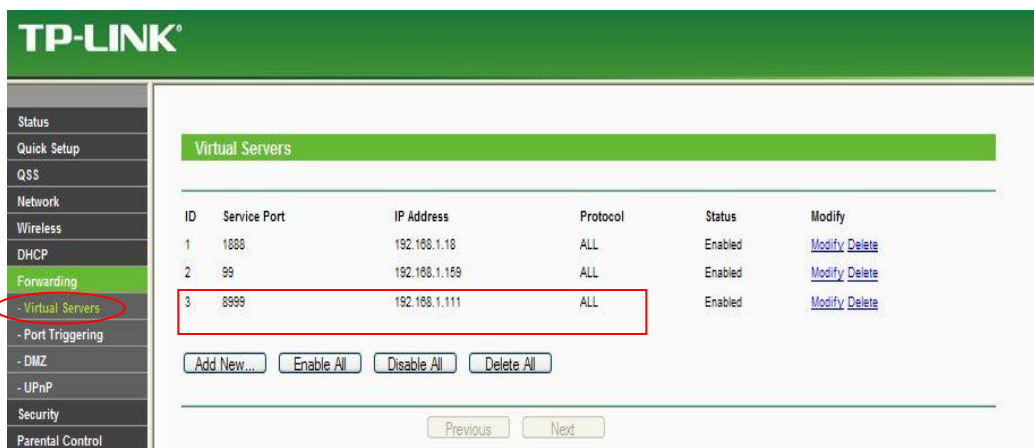 TP-LINK®
Status
Quick Setup
QSS
Network
Wireless
DHCP
Forwarding
- Virtual Servers
- Port Triggering
- DMZ
- UPnP
Security
Parental Control
Virtual Servers
ID Service Port IP Address Protocol Status Modify
1 1888 192.168.1.18 ALL Enabled Modify Delete
2 99 192.168.1.159 ALL Enabled Modify Delete
3 8999 192.168.1.111 ALL Enabled Modify Delete
Add New... Enable All Disable All Delete All
Previous Next